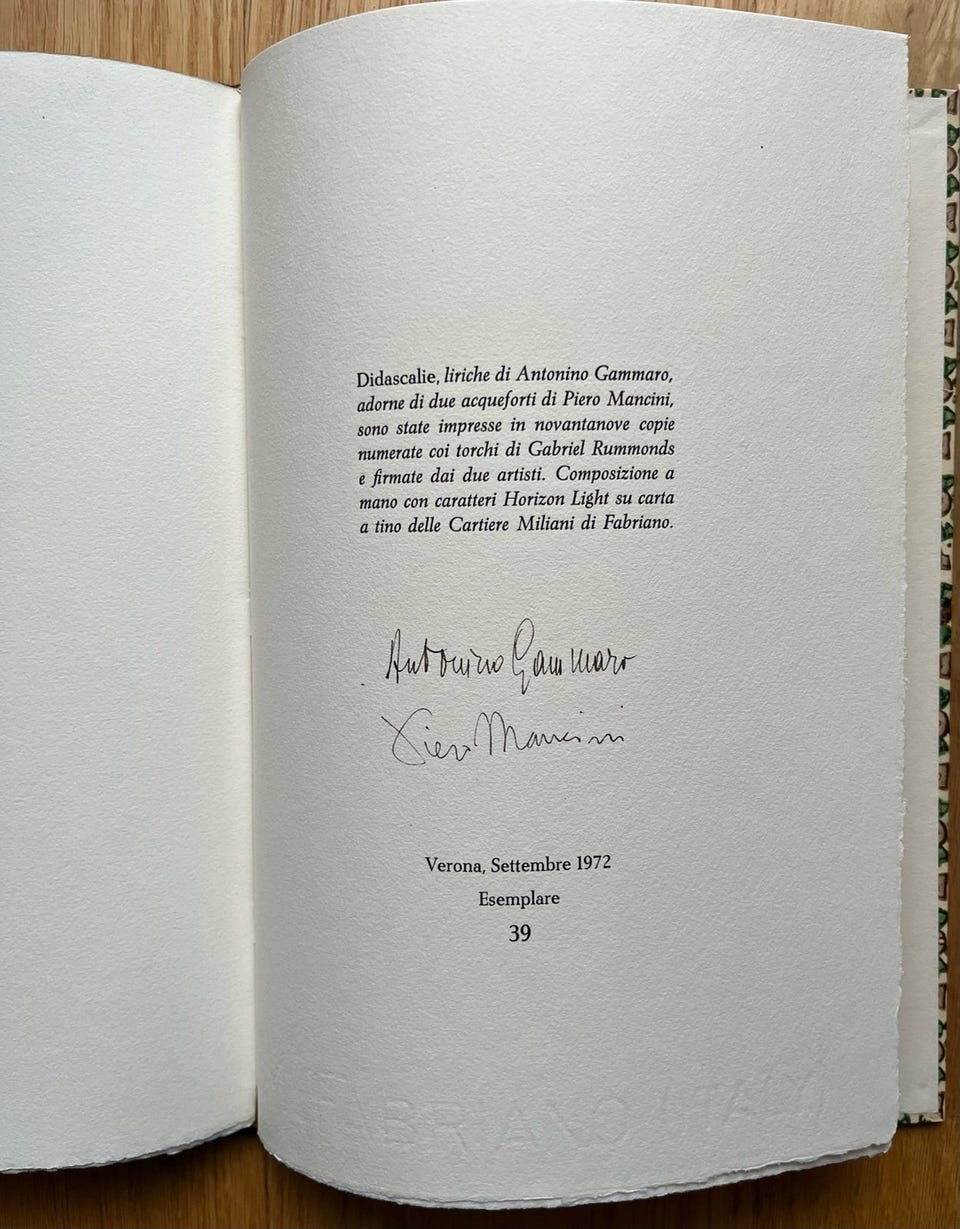 Didascalie, liriche di Antonino Gammaro,
adorne di due acqueforti di Piero Mancini,
sono state impresse in novantanove copie
numerate coi torchi di Gabriel Rummonds
e firmate dai due artisti. Composizione a
mano con caratteri Horizon Light su carta
a tino delle Cartiere Miliani di Fabriano.
Antonino Gammaro
Piero Mancini
Verona, Settembre 1972
Esemplare
39